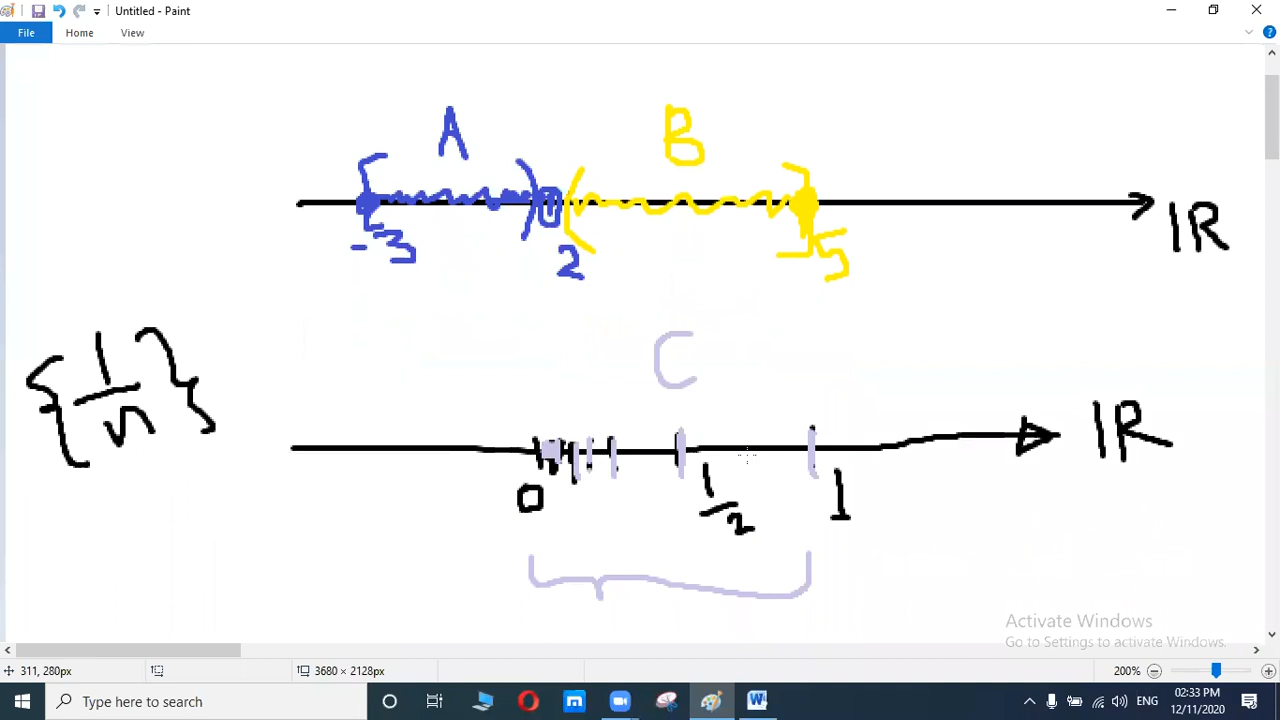 Untitled - Paint
File Home View
A B
[ ) ( ]
-3 2 5 IR
C
{1/n} IR
0 1/2 1
Activate Windows
Go to Settings to activate Windows.
311, 280px 3680 × 2128px 200%
Type here to search ENG 02:33 PM
12/11/2020